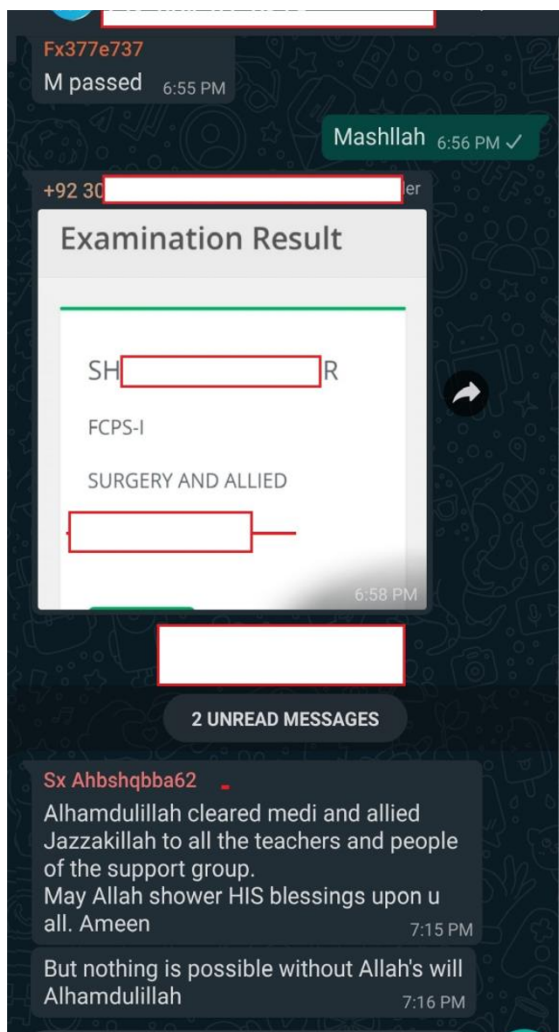 Fx377e737
M passed 6:55 PM
Mashllah 6:56 PM
+92 30 er
Examination Result
SH R
FCPS-I
SURGERY AND ALLIED
6:58 PM
2 UNREAD MESSAGES
Sx Ahbshqbba62
Alhamdulillah cleared medi and allied
Jazzakillah to all the teachers and people
of the support group.
May Allah shower HIS blessings upon u
all. Ameen 7:15 PM
But nothing is possible without Allah's will
Alhamdulillah 7:16 PM